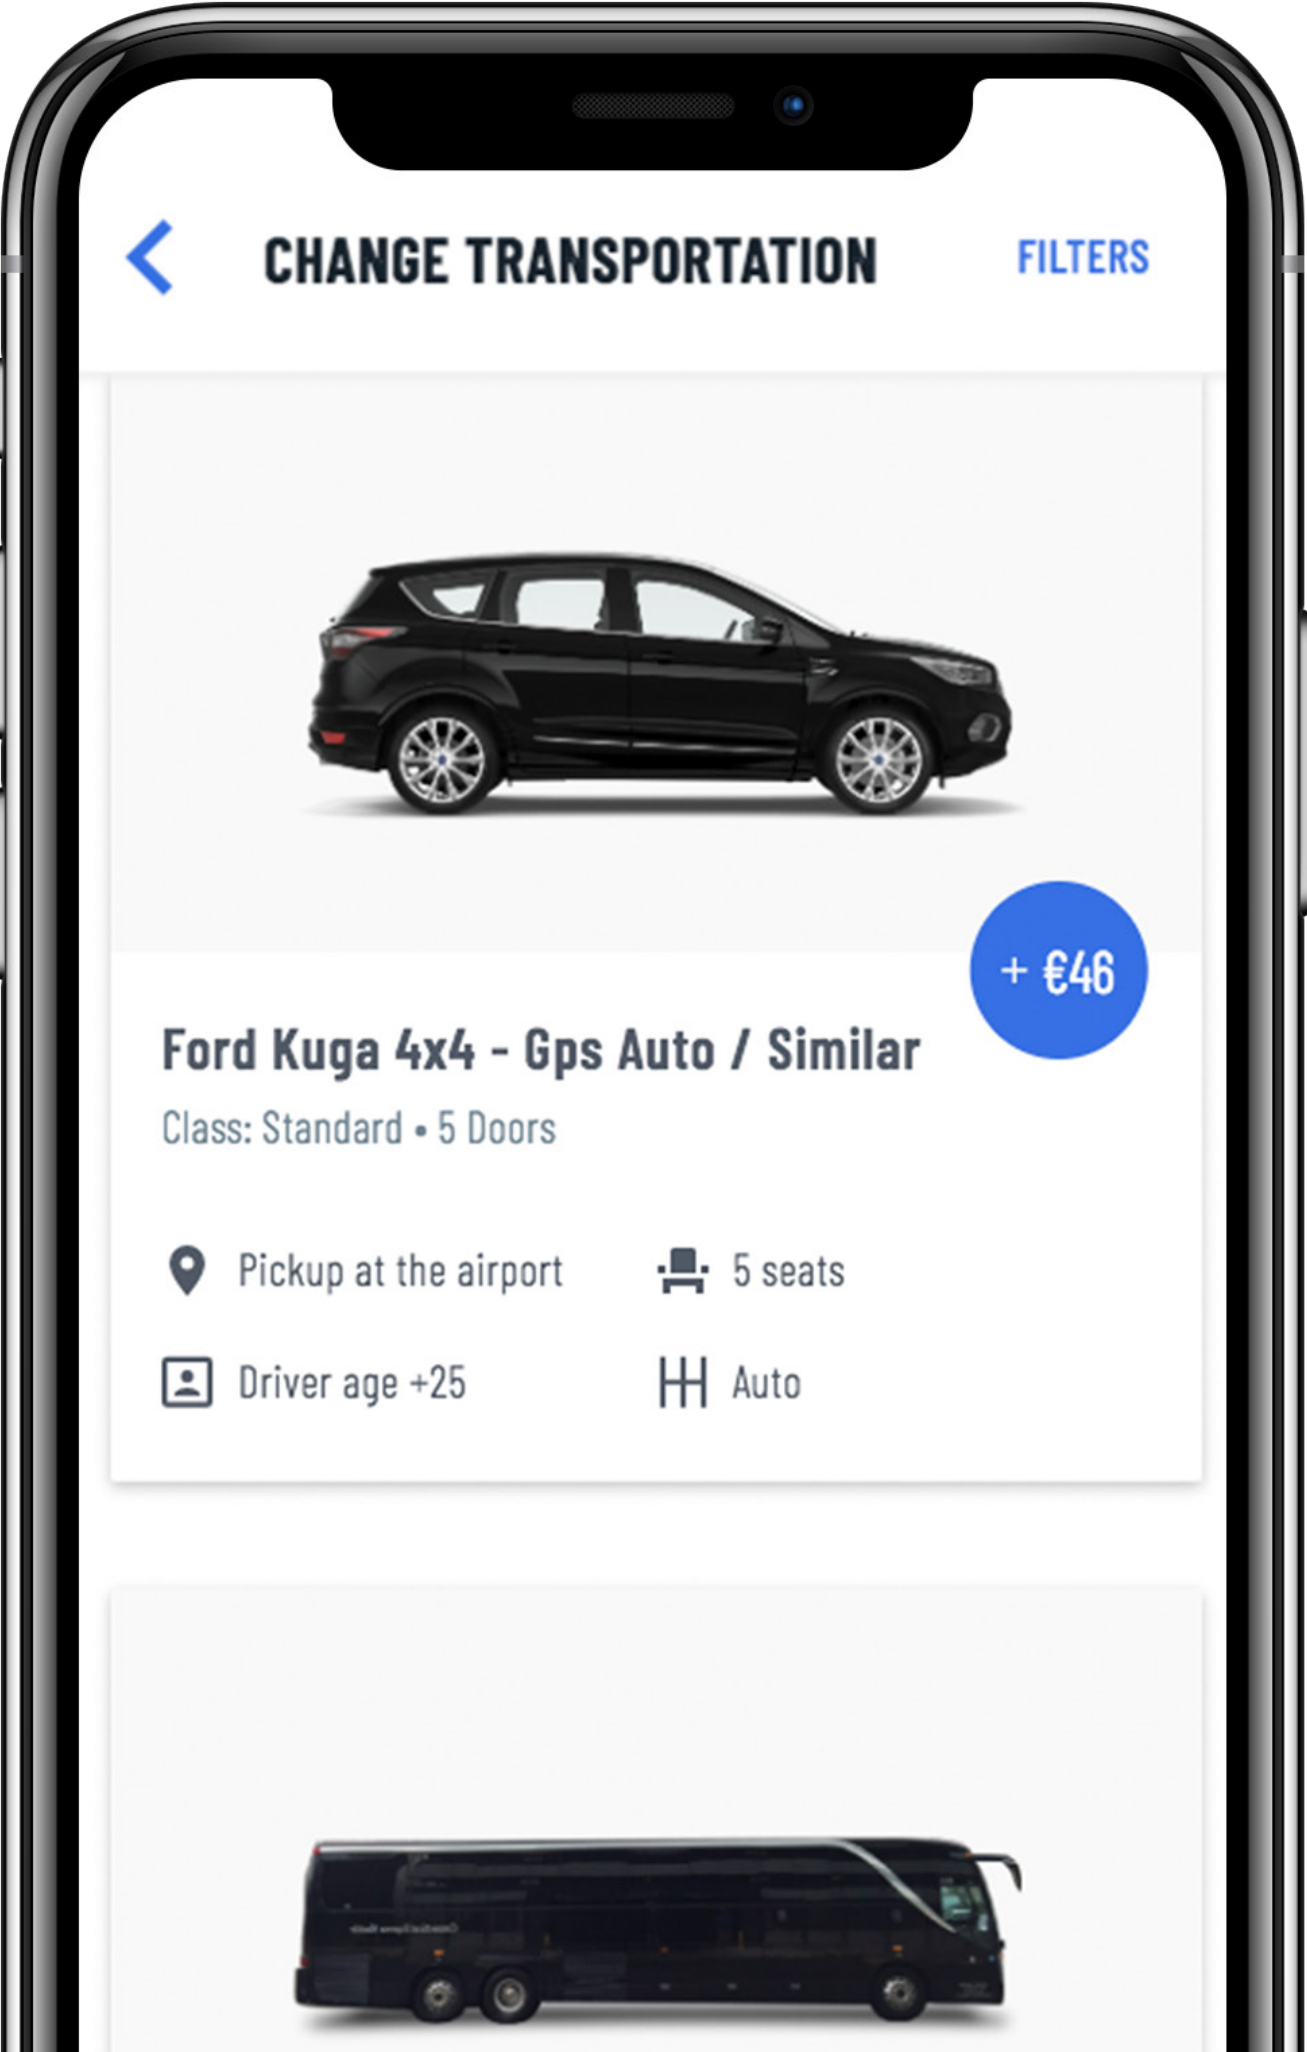 CHANGE TRANSPORTATION
FILTERS
+ €46
Ford Kuga 4x4 - Gps Auto / Similar
Class: Standard • 5 Doors
Pickup at the airport
5 seats
Driver age +25
Auto